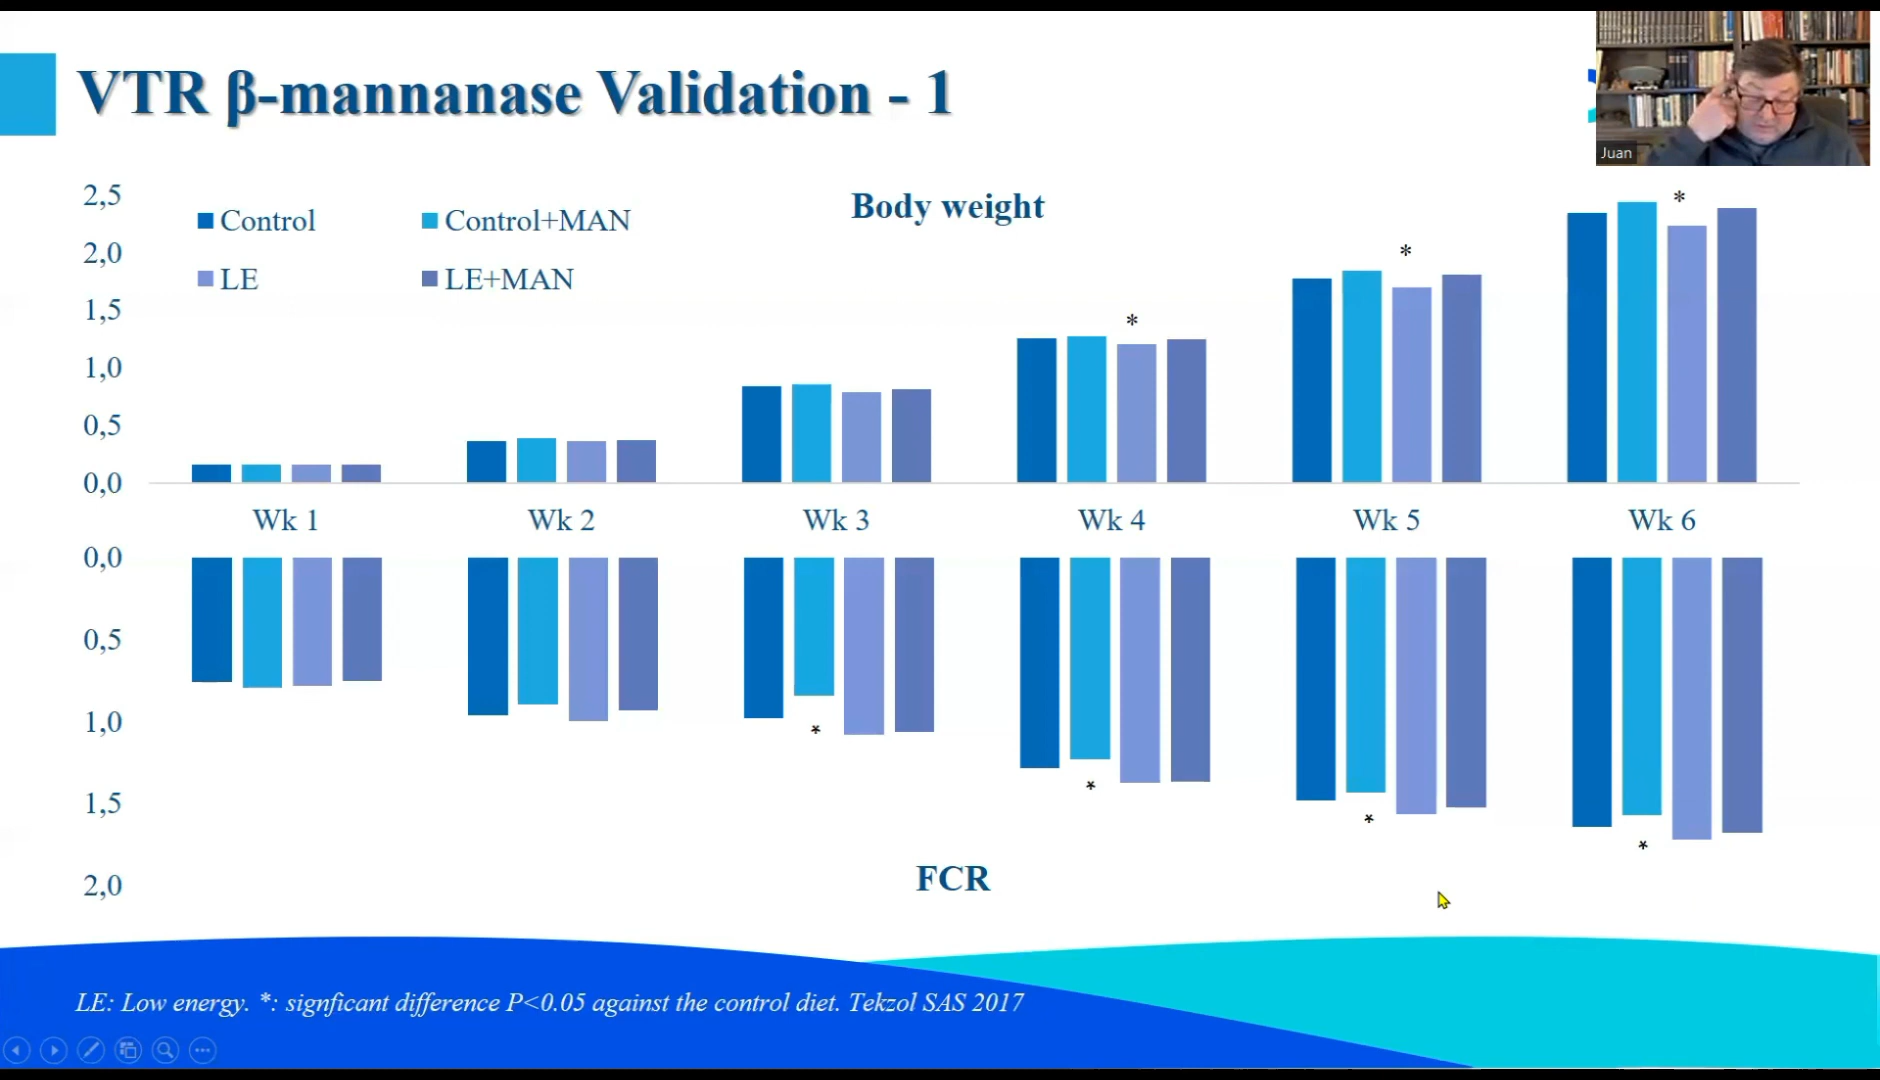 VTR β-mannanase Validation - 1
Juan
Body weight
Control
Control+MAN
LE
LE+MAN
2,5
2,0
1,5
1,0
0,5
0,0
*
*
*
Wk 1
Wk 2
Wk 3
Wk 4
Wk 5
Wk 6
0,0
0,5
1,0
1,5
2,0
*
*
*
*
FCR
LE: Low energy. *: signficant difference P<0.05 against the control diet. Tekzol SAS 2017